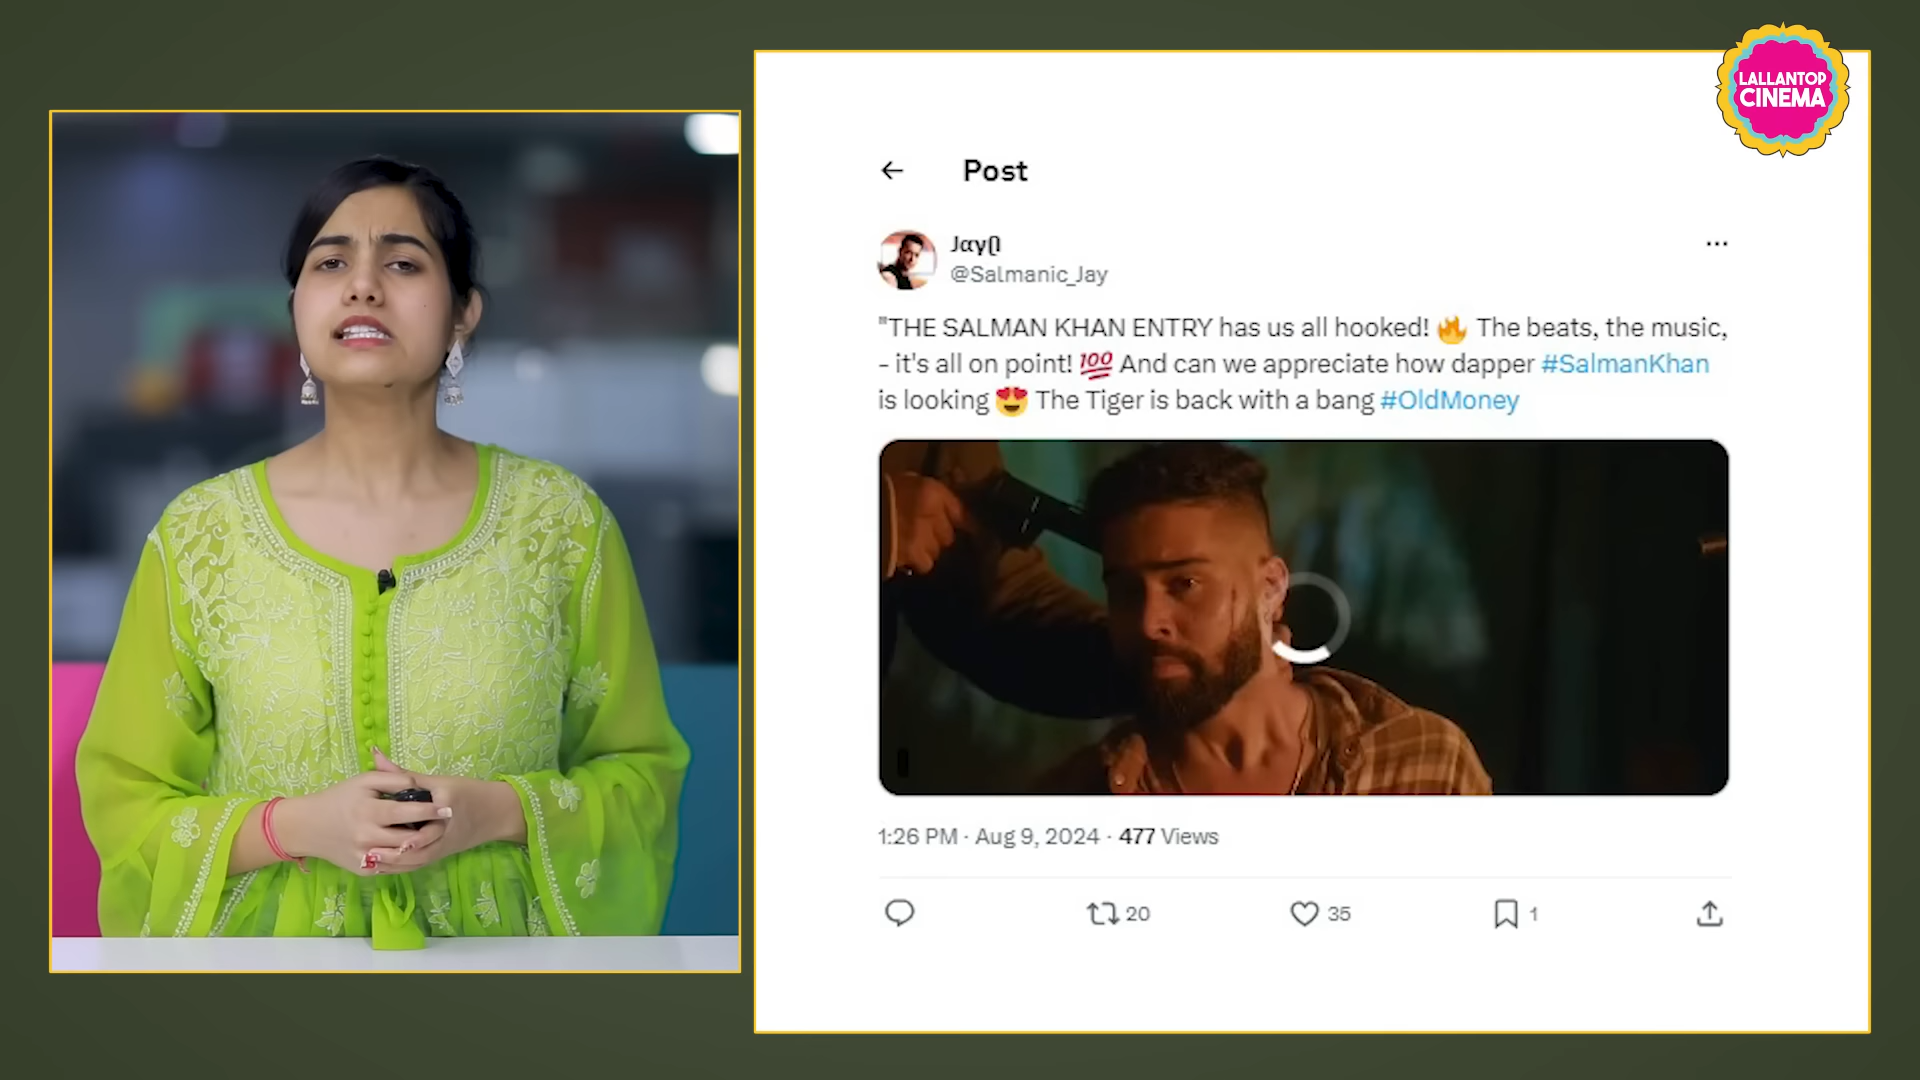 LALLANTOP
CINEMA
Post
Jay
@Salmanic_Jay
"THE SALMAN KHAN ENTRY has us all hooked! 🔥 The beats, the music,
- it's all on point! 💯 And can we appreciate how dapper #SalmanKhan
is looking 😍 The Tiger is back with a bang #OldMoney
1:26 PM · Aug 9, 2024 · 477 Views
20 35 1